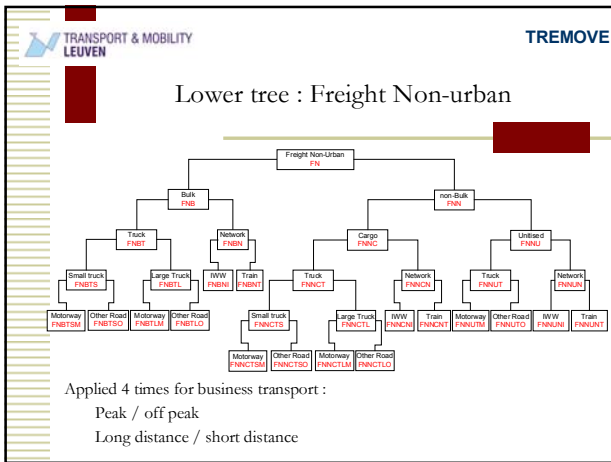 TRANSPORT & MOBILITY
LEUVEN
TREMOVE
Lower tree : Freight Non-urban
Freight Non-Urban
FN
Bulk
FNB
non-Bulk
FNN
Truck
FNBT
Network
FNBN
Cargo
FNNC
Unitised
FNNU
Small truck
FNBTS
Large Truck
FNBTL
IWW
FNBNI
Train
FNBNT
Truck
FNNCT
Network
FNNCN
Truck
FNNUT
Network
FNNUN
Motorway
FNBTSM
Other Road
FNBTSO
Motorway
FNBTLM
Other Road
FNBTLO
Small truck
FNNCTS
Large Truck
FNNCTL
IWW
FNNCNI
Train
FNNCNT
Motorway
FNNUTM
Other Road
FNNUTO
IWW
FNNUNI
Train
FNNUNT
Motorway
FNNCTSM
Other Road
FNNCTSO
Motorway
FNNCTLM
Other Road
FNNCTLO
Applied 4 times for business transport :
Peak / off peak
Long distance / short distance